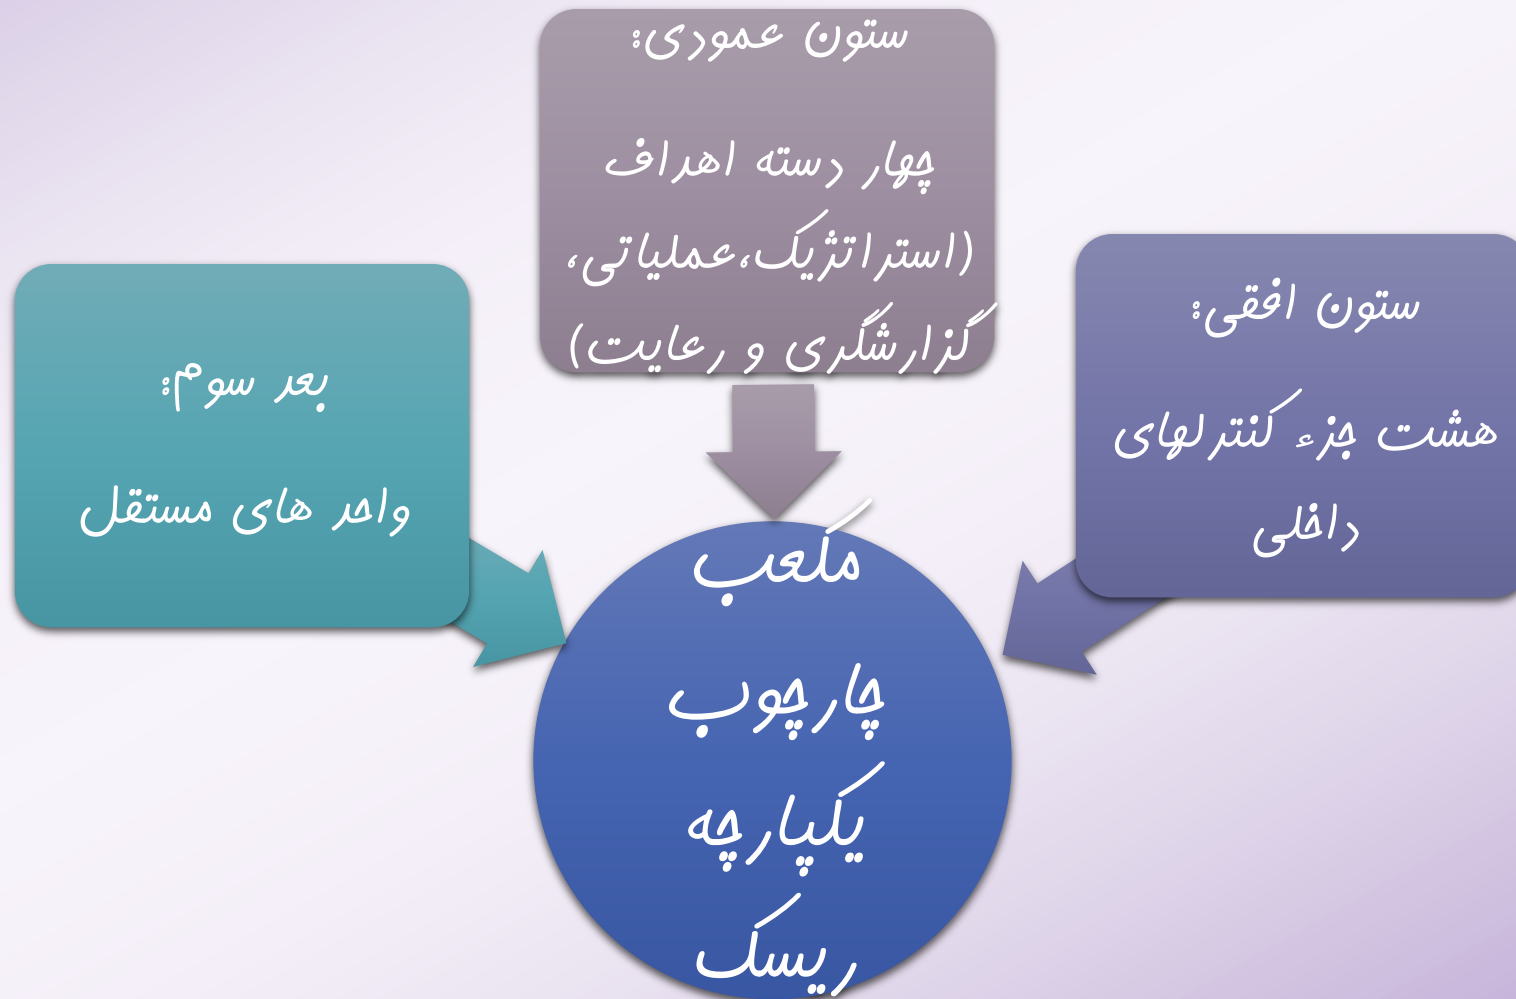 ستون عمودی:
چهار دسته اهداف
(استراتژیک،عملیاتی،
گزارشگری و رعایت)
ستون افقی:
هشت جزء کنترلهای
داخلی
بعد سوم:
واحد های مستقل
مکعب
چارچوب
یکپارچه
ریسک